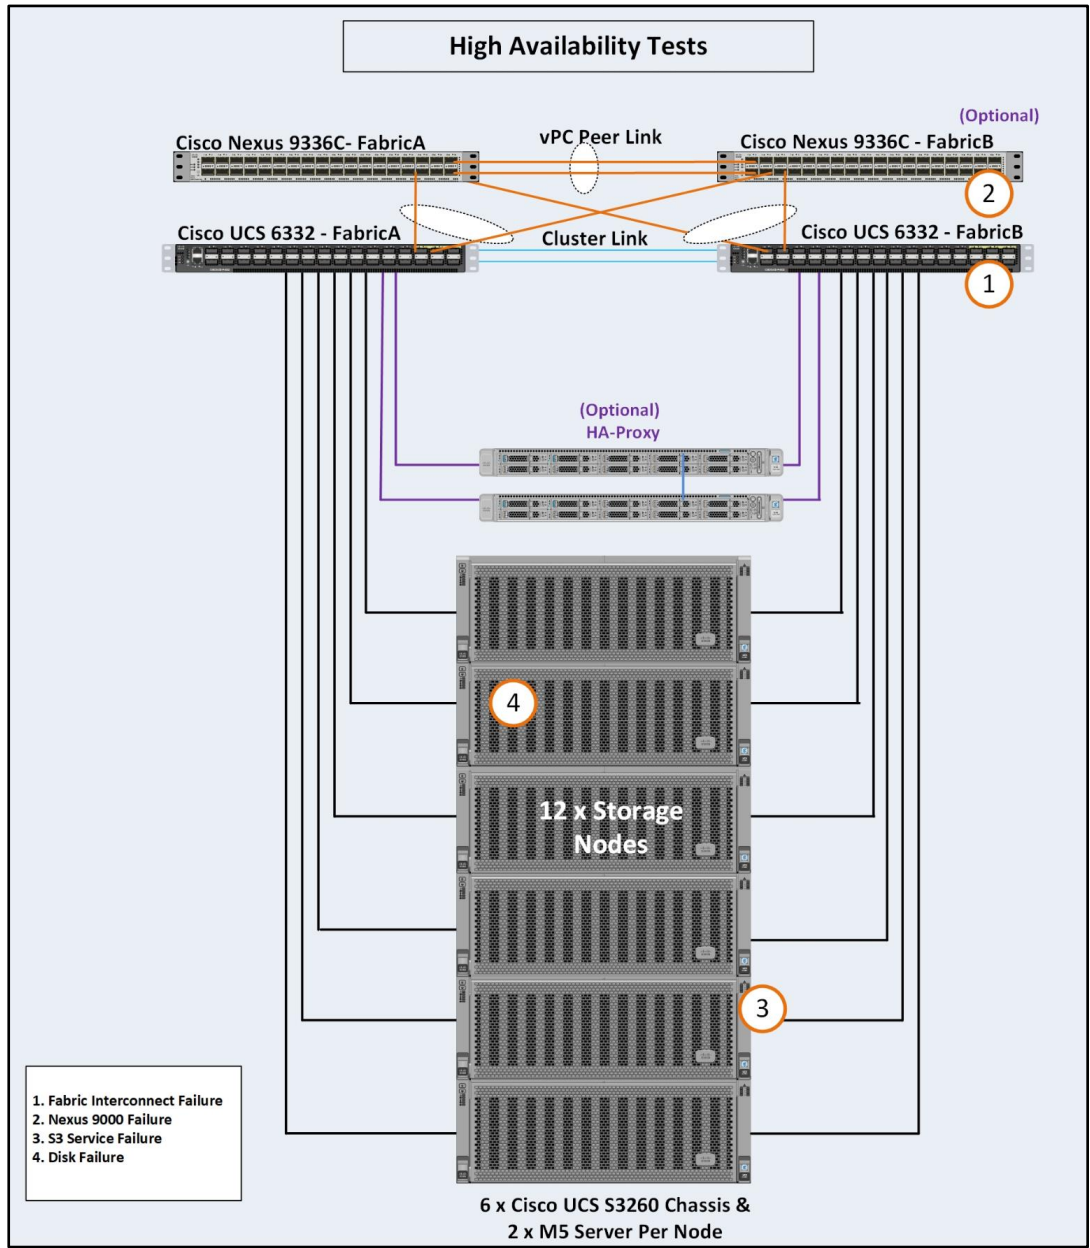 High Availability Tests
(Optional)
Cisco Nexus 9336C- FabricA
vPC Peer Link
Cisco Nexus 9336C - FabricB
2
Cisco UCS 6332 - FabricA
Cluster Link
Cisco UCS 6332 - FabricB
1
(Optional)
HA-Proxy
4
12 x Storage
Nodes
3
1. Fabric Interconnect Failure
2. Nexus 9000 Failure
3. S3 Service Failure
4. Disk Failure
6 x Cisco UCS S3260 Chassis &
2 x M5 Server Per Node